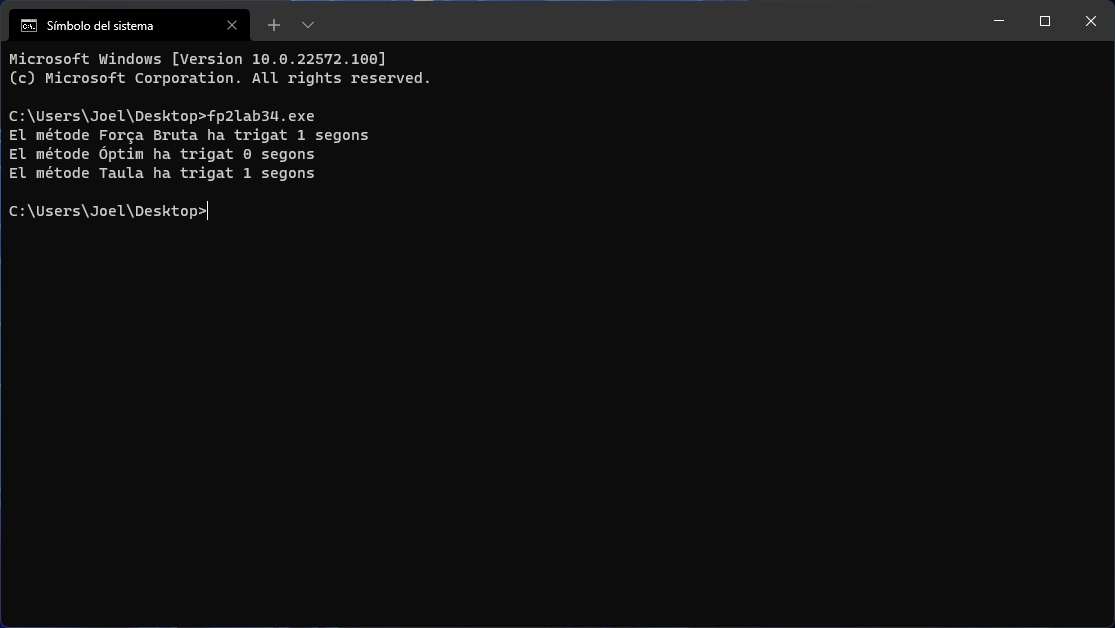 Símbolo del sistema
Microsoft Windows [Version 10.0.22572.100]
(c) Microsoft Corporation. All rights reserved.
C:\Users\Joel\Desktop>fp2lab34.exe
El métode Força Bruta ha trigat 1 segons
El métode Óptim ha trigat 0 segons
El métode Taula ha trigat 1 segons
C:\Users\Joel\Desktop>